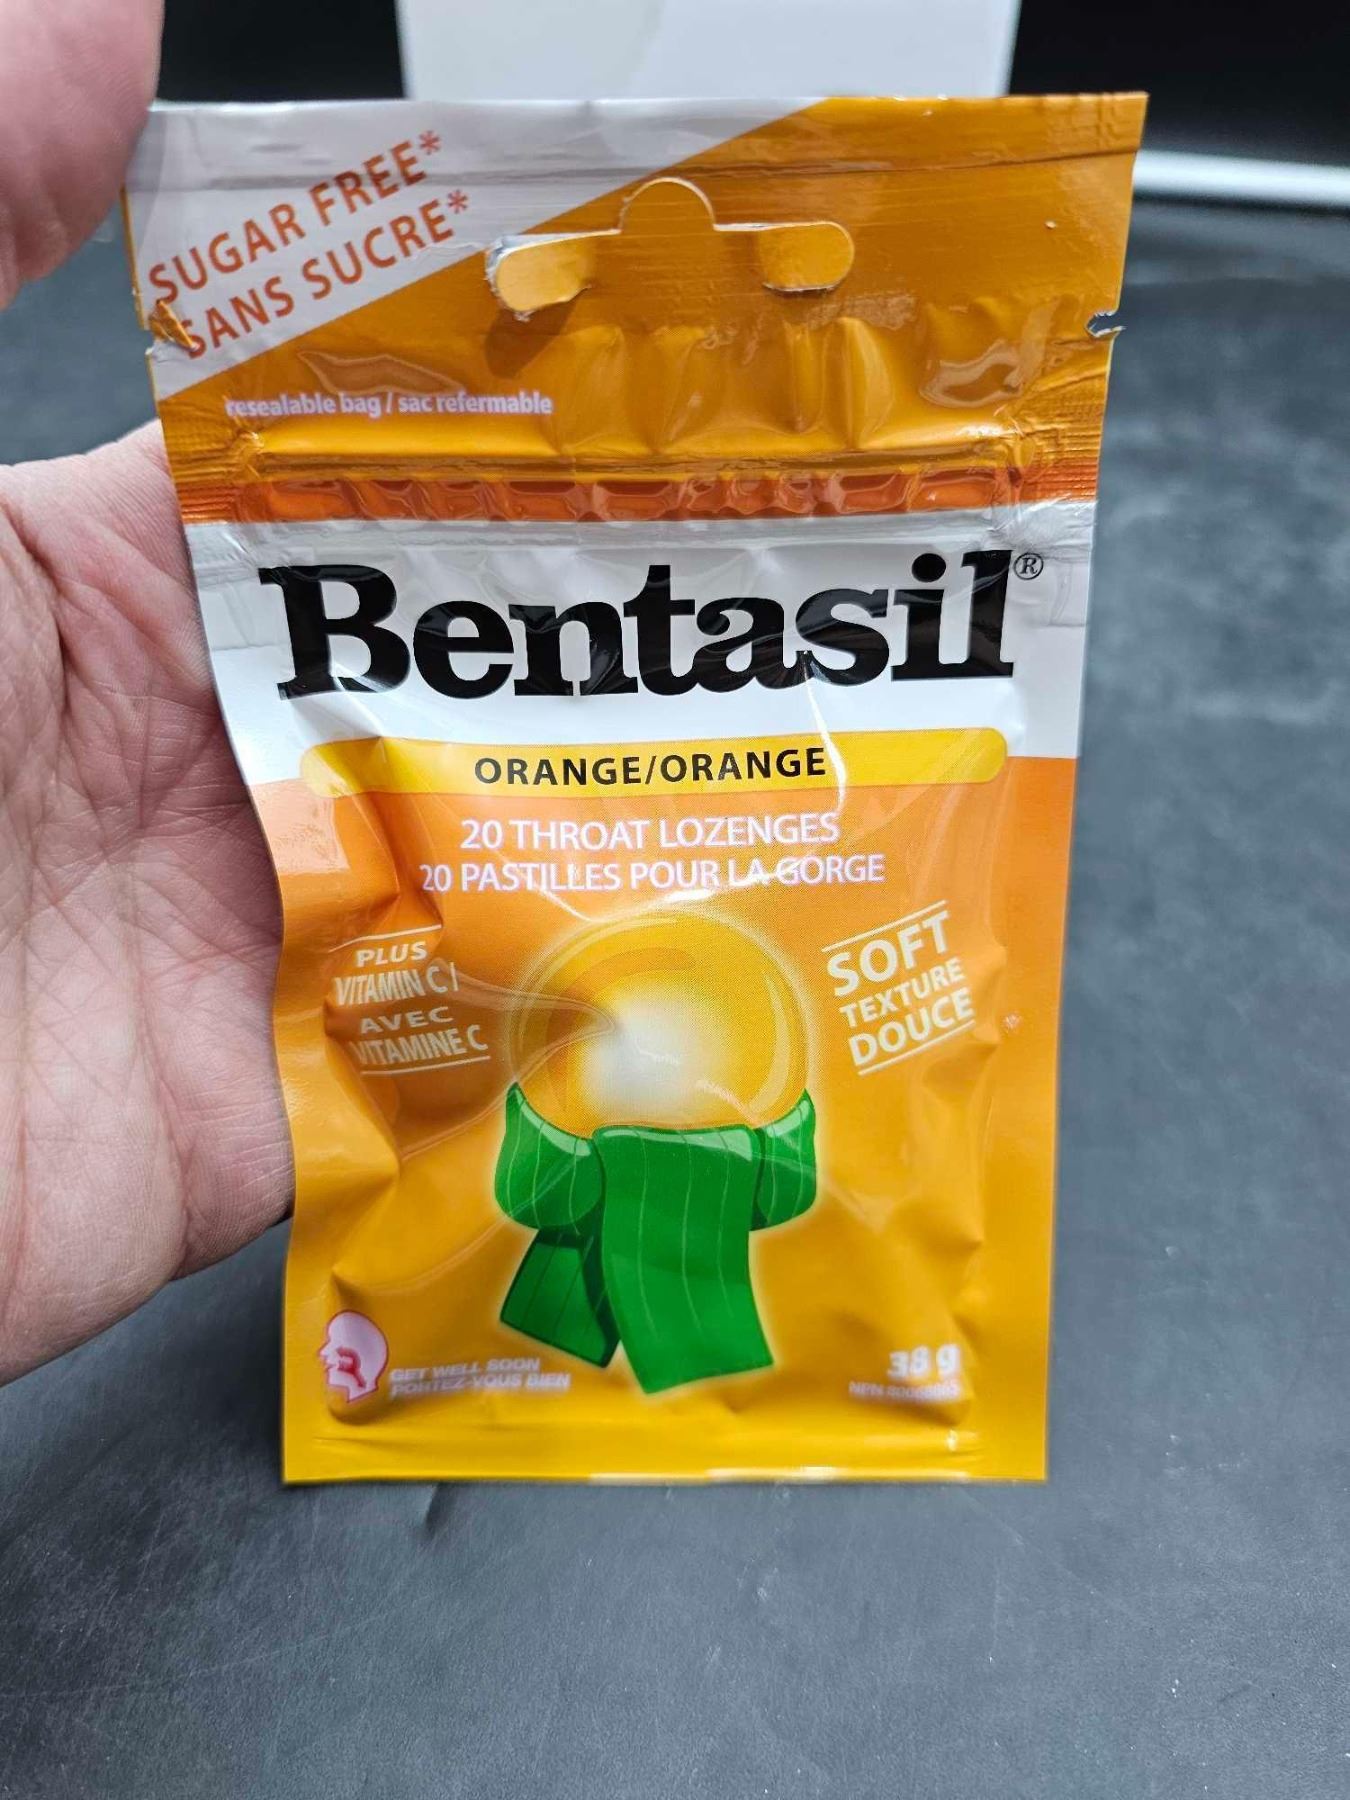 SUGAR FREE*
SANS SUCRE*
resealable bag / sac refermable
Bentasil®
ORANGE/ORANGE
20 THROAT LOZENGES
20 PASTILLES POUR LA GORGE
PLUS
VITAMIN C /
AVEC
VITAMINE C
SOFT
TEXTURE
DOUCE
GET WELL SOON
PORTEZ-VOUS BIEN
38 g
NPN